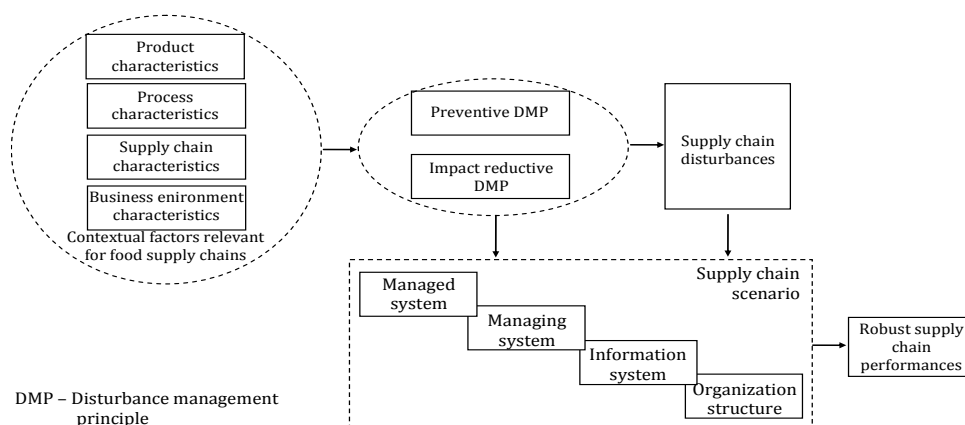 Product
characteristics
Process
characteristics
Supply chain
characteristics
Business enironment
characteristics
Contextual factors relevant
for food supply chains
Preventive DMP
Impact reductive
DMP
Supply chain
disturbances
Supply chain
scenario
Managed
system
Managing
system
Information
system
Organization
structure
Robust supply
chain
performances
DMP – Disturbance management
principle